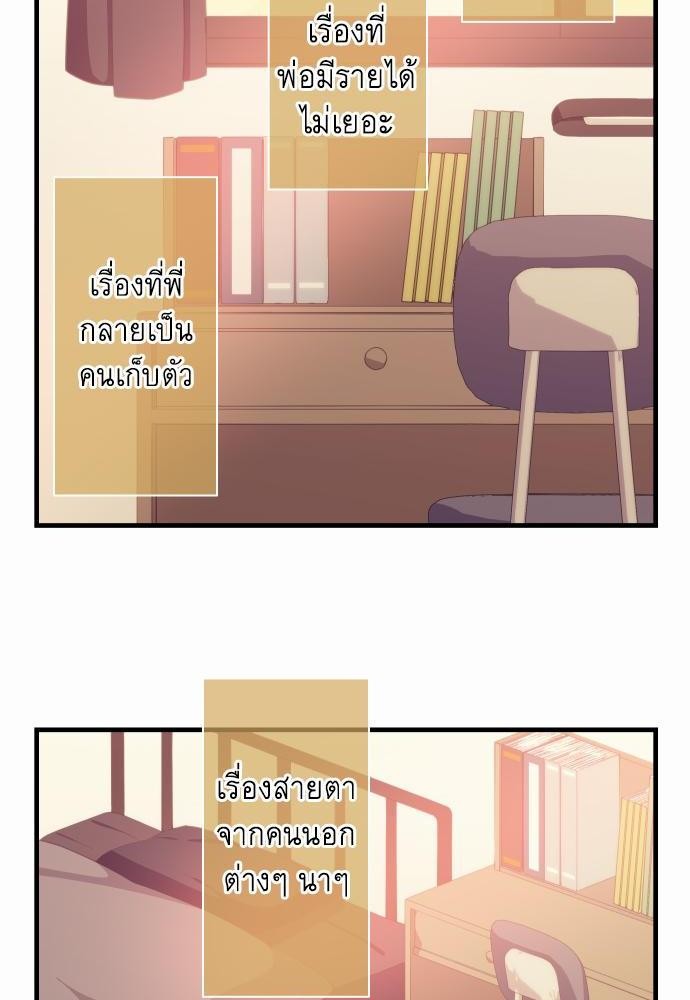 เรื่องที่
พ่อมีรายได้
ไม่เยอะ
เรื่องที่พี่
กลายเป็น
คนเก็บตัว
เรื่องสายตา
จากคนนอก
ต่างๆ นาๆ